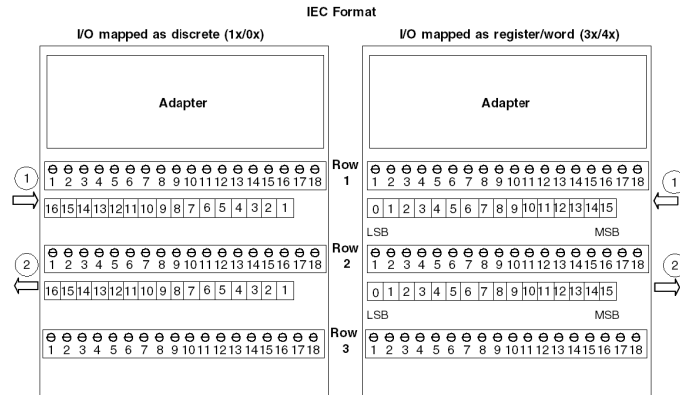 IEC Format
I/O mapped as discrete (1x/0x)
I/O mapped as register/word (3x/4x)
Adapter
Adapter
Row
1
1
1 2 3 4 5 6 7 8 9 10 11 12 13 14 15 16 17 18
1 2 3 4 5 6 7 8 9 10 11 12 13 14 15 16 17 18
1
16 15 14 13 12 11 10 9 8 7 6 5 4 3 2 1
0 1 2 3 4 5 6 7 8 9 10 11 12 13 14 15
LSB MSB
Row
2
2
1 2 3 4 5 6 7 8 9 10 11 12 13 14 15 16 17 18
1 2 3 4 5 6 7 8 9 10 11 12 13 14 15 16 17 18
2
16 15 14 13 12 11 10 9 8 7 6 5 4 3 2 1
0 1 2 3 4 5 6 7 8 9 10 11 12 13 14 15
LSB MSB
Row
3
1 2 3 4 5 6 7 8 9 10 11 12 13 14 15 16 17 18
1 2 3 4 5 6 7 8 9 10 11 12 13 14 15 16 17 18